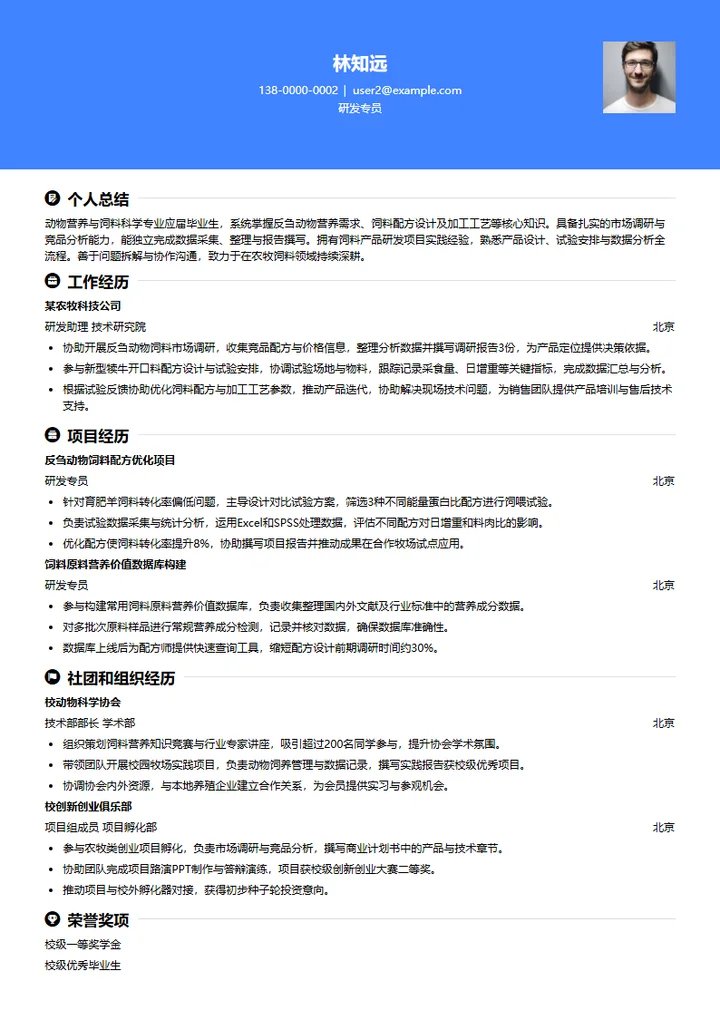 林知远
138-0000-0002 | user2@example.com
研发专员
个人总结
动物营养与饲料科学专业应届毕业生，系统掌握反刍动物营养需求、饲料配方设计及加工工艺等核心知识。具备扎实的市场调研与
竞品分析能力，能独立完成数据采集、整理与报告撰写。拥有饲料产品研发项目实践经验，熟悉产品设计、试验安排与数据分析全
流程。善于问题拆解与协作沟通，致力于在农牧饲料领域持续深耕。
工作经历
某农牧科技公司
研发助理 技术研究院 北京
• 协助开展反刍动物饲料市场调研，收集竞品配方与价格信息，整理分析数据并撰写调研报告3份，为产品定位提供决策依据。
• 参与新型犊牛开口料配方设计与试验安排，协调试验场地与物料，跟踪记录采食量、日增重等关键指标，完成数据汇总与分析。
• 根据试验反馈协助优化饲料配方与加工工艺参数，推动产品迭代，协助解决现场技术问题，为销售团队提供产品培训与售后技术
支持。
项目经历
反刍动物饲料配方优化项目
研发专员 北京
• 针对育肥羊饲料转化率偏低问题，主导设计对比试验方案，筛选3种不同能量蛋白比配方进行饲喂试验。
• 负责试验数据采集与统计分析，运用Excel和SPSS处理数据，评估不同配方对日增重和料肉比的影响。
• 优化配方使饲料转化率提升8%，协助撰写项目报告并推动成果在合作牧场试点应用。
饲料原料营养价值数据库构建
研发专员 北京
• 参与构建常用饲料原料营养价值数据库，负责收集整理国内外文献及行业标准中的营养成分数据。
• 对多批次原料样品进行常规营养成分检测，记录并核对数据，确保数据库准确性。
• 数据库上线后为配方师提供快速查询工具，缩短配方设计前期调研时间约30%。
社团和组织经历
校动物科学协会
技术部部长 学术部 北京
• 组织策划饲料营养知识竞赛与行业专家讲座，吸引超过200名同学参与，提升协会学术氛围。
• 带领团队开展校园牧场实践项目，负责动物饲养管理与数据记录，撰写实践报告获校级优秀项目。
• 协调协会内外资源，与本地养殖企业建立合作关系，为会员提供实习与参观机会。
校创新创业俱乐部
项目组成员 项目孵化部 北京
• 参与农牧类创业项目孵化，负责市场调研与竞品分析，撰写商业计划书中的产品与技术章节。
• 协助团队完成项目路演PPT制作与答辩演练，项目获校级创新创业大赛二等奖。
• 推动项目与校外孵化器对接，获得初步种子轮投资意向。
荣誉奖项
校级一等奖学金
校级优秀毕业生